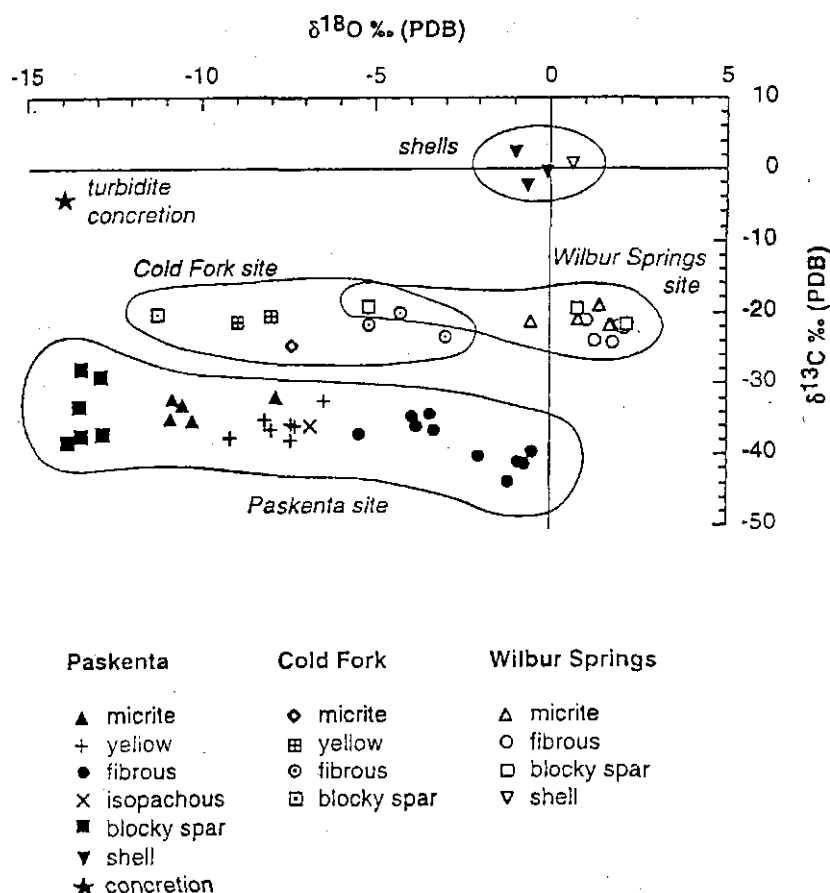 δ18O ‰ (PDB)
-15 -10 -5 0 5
10
shells
0
turbidite
concretion
-10
Cold Fork site
Wilbur Springs
site
-20
δ13C ‰ (PDB)
-30
-40
Paskenta site
-50
Paskenta
micrite
yellow
fibrous
isopachous
blocky spar
shell
concretion
Cold Fork
micrite
yellow
fibrous
blocky spar
Wilbur Springs
micrite
fibrous
blocky spar
shell